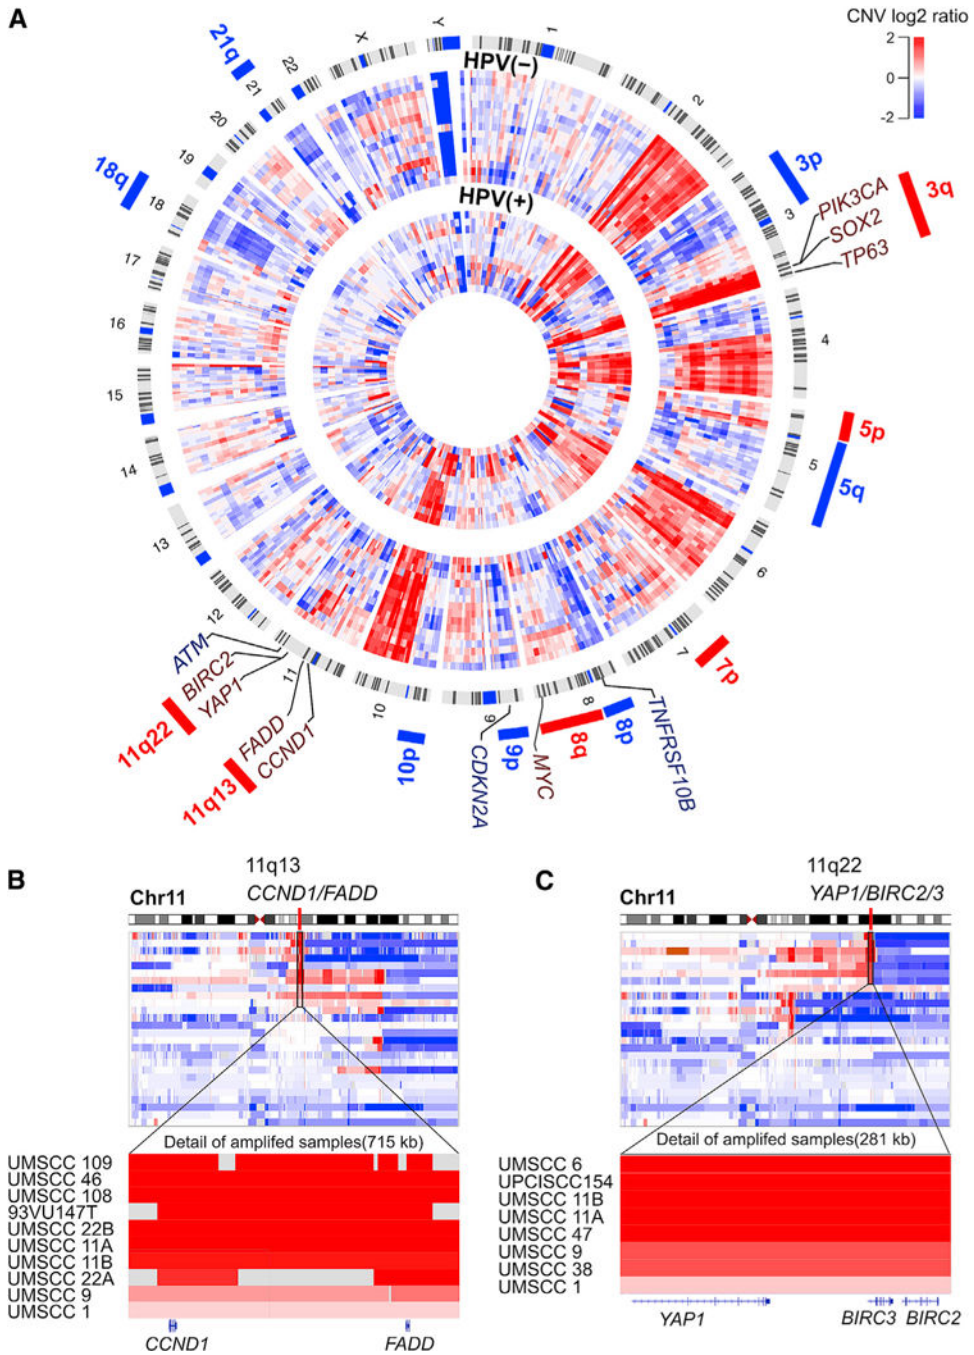 A
CNV log2 ratio
2
0
-2
HPV(−)
HPV(+)
1
2
3
4
5
6
7
8
9
10
11
12
13
14
15
16
17
18
19
20
21
22
X
Y
3p
3q
PIK3CA
SOX2
TP63
5p
5q
7p
TNFRSF10B
8p
8q
MYC
9p
CDKN2A
10p
CCND1
FADD
11q13
YAP1
BIRC2
11q22
ATM
18q
21q
B
11q13
Chr11 CCND1/FADD
Detail of amplifed samples(715 kb)
UMSCC 109
UMSCC 46
UMSCC 108
93VU147T
UMSCC 22B
UMSCC 11A
UMSCC 11B
UMSCC 22A
UMSCC 9
UMSCC 1
CCND1 FADD
C
11q22
Chr11 YAP1/BIRC2/3
Detail of amplifed samples(281 kb)
UMSCC 6
UPCISCC154
UMSCC 11B
UMSCC 11A
UMSCC 47
UMSCC 9
UMSCC 38
UMSCC 1
YAP1 BIRC3 BIRC2